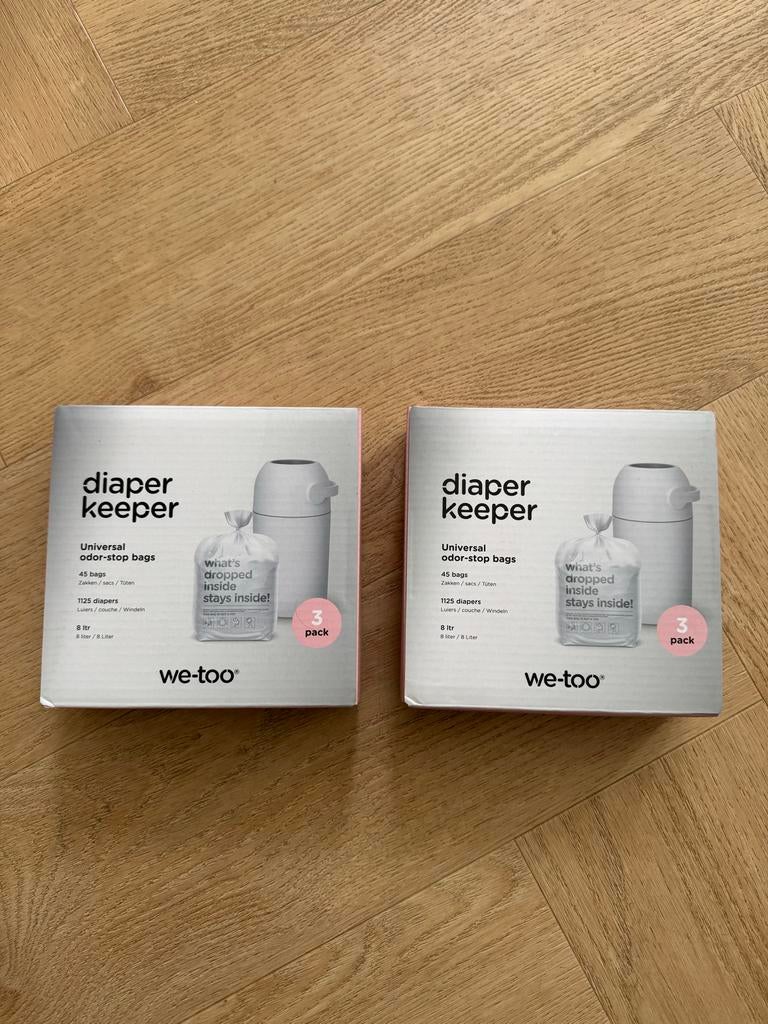 diaper
keeper
Universal
odor-stop bags
45 bags
Zakken / sacs / Tüten
1125 diapers
Luiers / couche / Windeln
8 ltr
8 liter / 8 Liter
what's
dropped
inside
stays inside!
3
pack
we-too®
diaper
keeper
Universal
odor-stop bags
45 bags
Zakken / sacs / Tüten
1125 diapers
Luiers / couche / Windeln
8 ltr
8 liter / 8 Liter
what's
dropped
inside
stays inside!
3
pack
we-too®